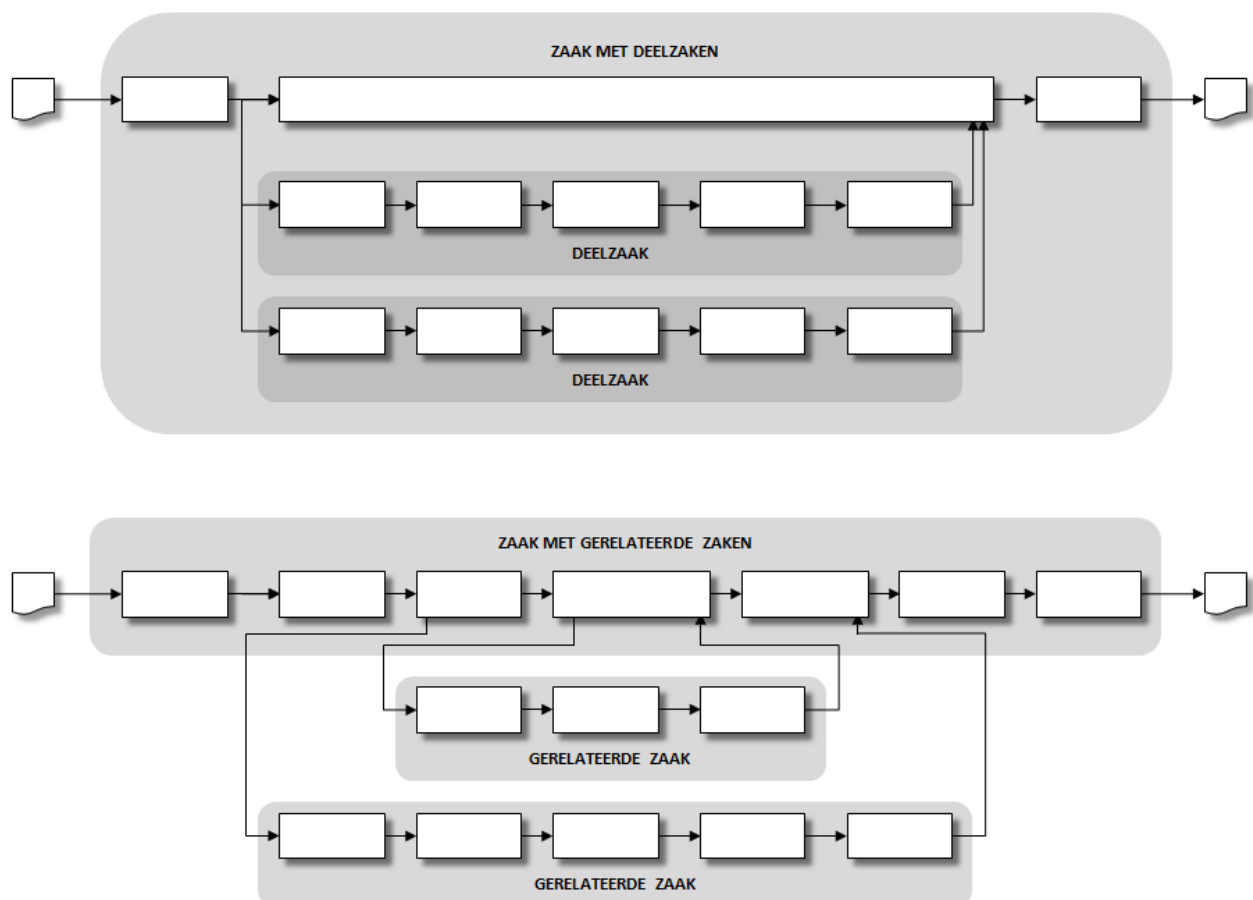 ZAAK MET DEELZAKEN
DEELZAAK
DEELZAAK
ZAAK MET GERELATEERDE ZAKEN
GERELATEERDE ZAAK
GERELATEERDE ZAAK